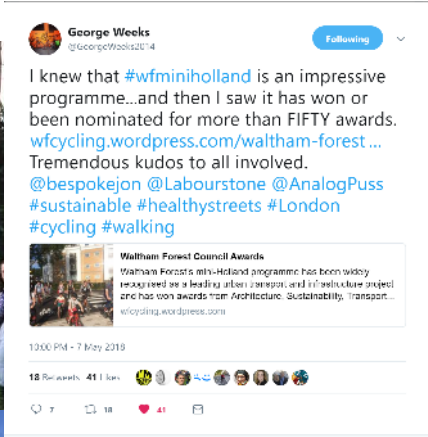 George Weeks
@GeorgeWeeks2014
Following
I knew that #wfminiholland is an impressive
programme...and then I saw it has won or
been nominated for more than FIFTY awards.
wfcycling.wordpress.com/waltham-forest ...
Tremendous kudos to all involved.
@bespokejon @Labourstone @AnalogPuss
#sustainable #healthystreets #London
#cycling #walking
Waltham Forest Council Awards
Waltham Forest's mini-Holland programme has been widely
recognised as a leading urban transport and infrastructure project
and has won awards from Architecture, Sustainability, Transport...
wfcycling.wordpress.com
10:00 PM - 7 May 2018
18 Retweets 41 Likes
7 18 41